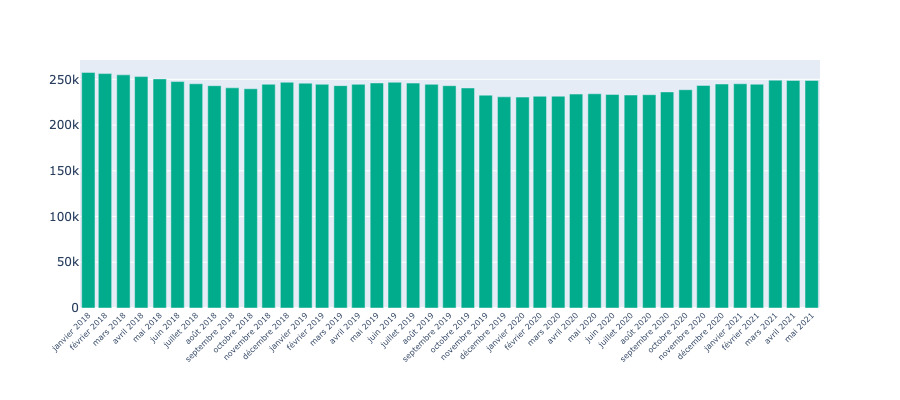 250k
200k
150k
100k
50k
0
janvier 2018
février 2018
mars 2018
avril 2018
mai 2018
juin 2018
juillet 2018
août 2018
septembre 2018
octobre 2018
novembre 2018
décembre 2018
janvier 2019
février 2019
mars 2019
avril 2019
mai 2019
juin 2019
juillet 2019
août 2019
septembre 2019
octobre 2019
novembre 2019
décembre 2019
janvier 2020
février 2020
mars 2020
avril 2020
mai 2020
juin 2020
juillet 2020
août 2020
septembre 2020
octobre 2020
novembre 2020
décembre 2020
janvier 2021
février 2021
mars 2021
avril 2021
mai 2021